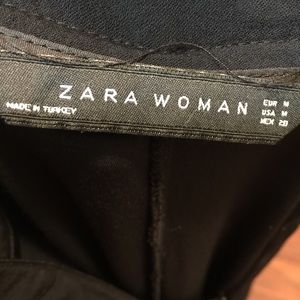 ZARA WOMAN
MADE IN TURKEY
EUR M
USA M
MEX 28